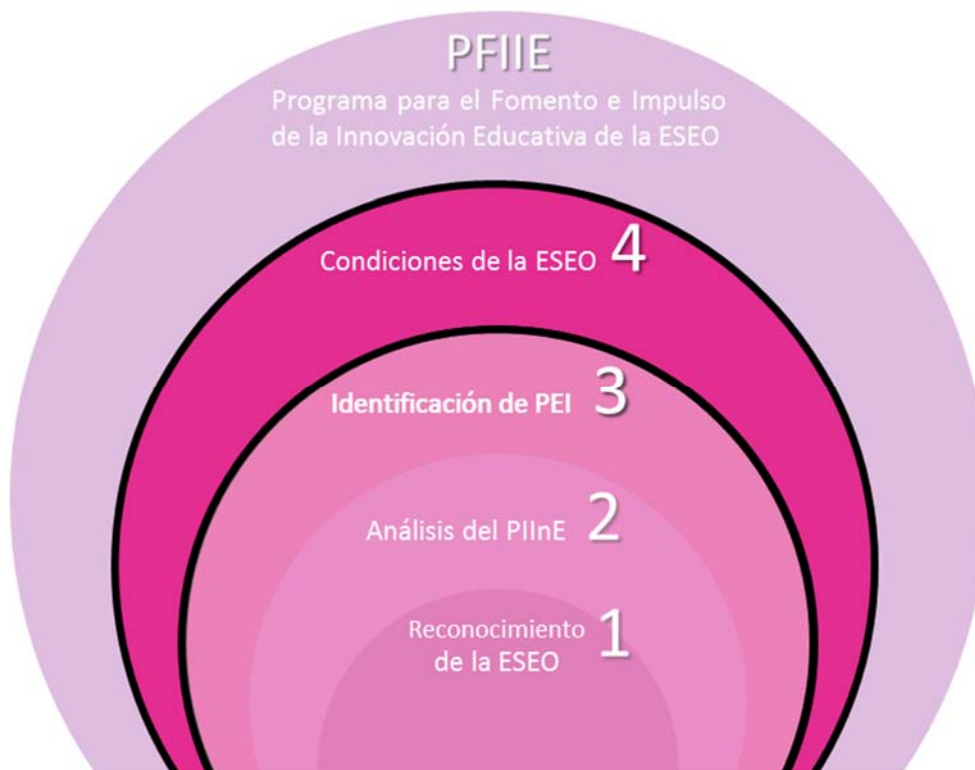 PFIIE
Programa para el Fomento e Impulso
de la Innovación Educativa de la ESEO
Condiciones de la ESEO 4
Identificación de PEI 3
Análisis del PIInE 2
Reconocimiento 1
de la ESEO